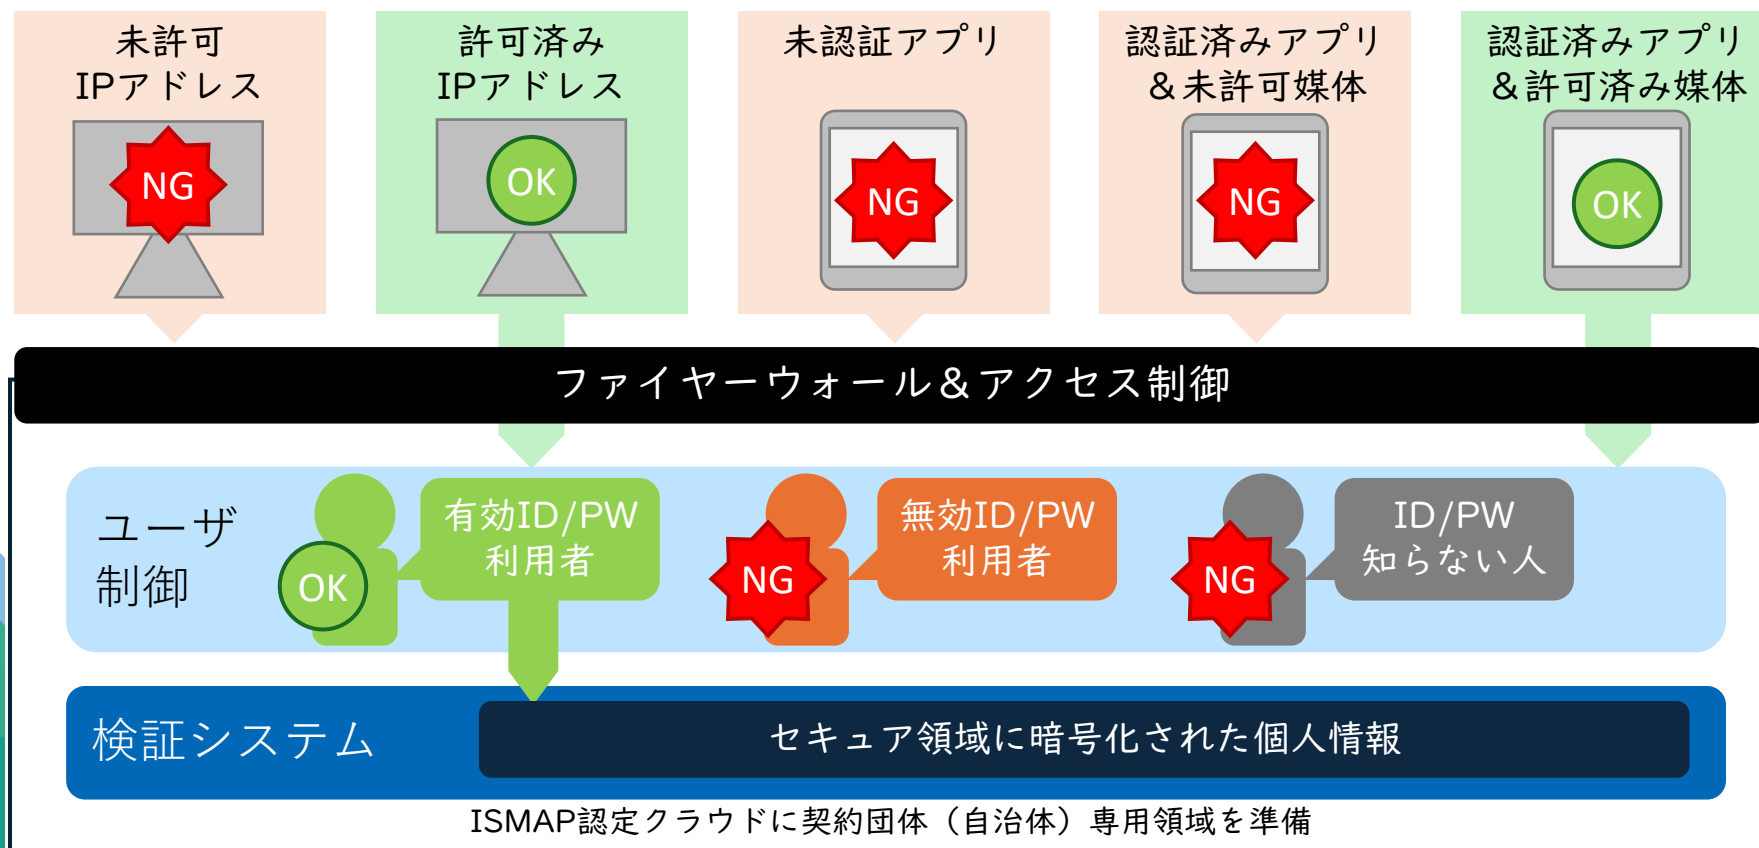 未許可
IPアドレス
許可済み
IPアドレス
未認証アプリ
認証済みアプリ
＆未許可媒体
認証済みアプリ
＆許可済み媒体
NG
OK
NG
NG
OK
ファイヤーウォール＆アクセス制御
ユーザ
制御
OK
有効ID/PW
利用者
NG
無効ID/PW
利用者
NG
ID/PW
知らない人
検証システム
セキュア領域に暗号化された個人情報
ISMAP認定クラウドに契約団体（自治体）専用領域を準備